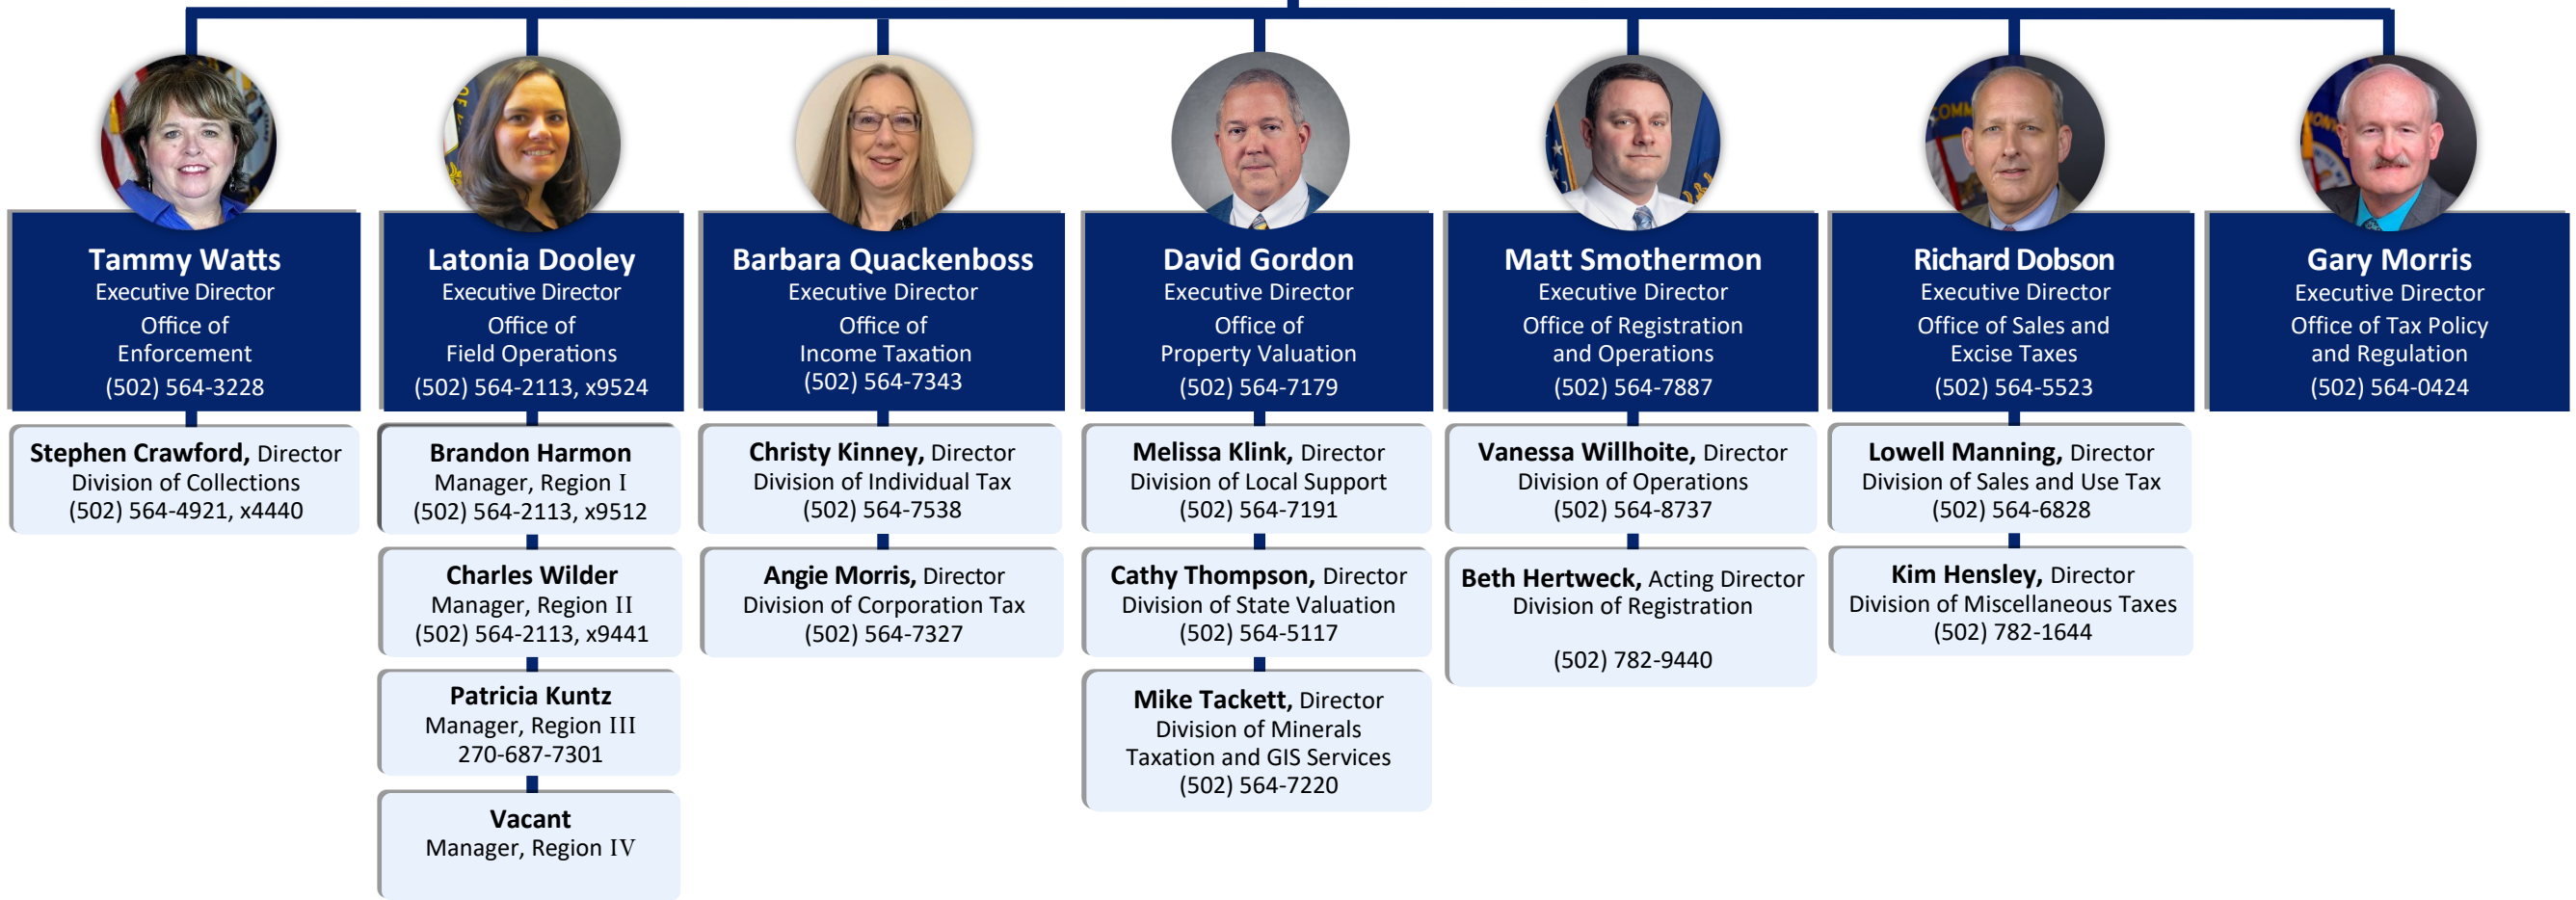 Tammy Watts
Executive Director
Office of
Enforcement
(502) 564-3228
Stephen Crawford, Director
Division of Collections
(502) 564-4921, x4440
Latonia Dooley
Executive Director
Office of
Field Operations
(502) 564-2113, x9524
Brandon Harmon
Manager, Region I
(502) 564-2113, x9512
Charles Wilder
Manager, Region II
(502) 564-2113, x9441
Patricia Kuntz
Manager, Region III
270-687-7301
Vacant
Manager, Region IV
Barbara Quackenboss
Executive Director
Office of
Income Taxation
(502) 564-7343
Christy Kinney, Director
Division of Individual Tax
(502) 564-7538
Angie Morris, Director
Division of Corporation Tax
(502) 564-7327
David Gordon
Executive Director
Office of
Property Valuation
(502) 564-7179
Melissa Klink, Director
Division of Local Support
(502) 564-7191
Cathy Thompson, Director
Division of State Valuation
(502) 564-5117
Mike Tackett, Director
Division of Minerals
Taxation and GIS Services
(502) 564-7220
Matt Smothermon
Executive Director
Office of Registration
and Operations
(502) 564-7887
Vanessa Willhoite, Director
Division of Operations
(502) 564-8737
Beth Hertweck, Acting Director
Division of Registration
(502) 782-9440
Richard Dobson
Executive Director
Office of Sales and
Excise Taxes
(502) 564-5523
Lowell Manning, Director
Division of Sales and Use Tax
(502) 564-6828
Kim Hensley, Director
Division of Miscellaneous Taxes
(502) 782-1644
Gary Morris
Executive Director
Office of Tax Policy
and Regulation
(502) 564-0424